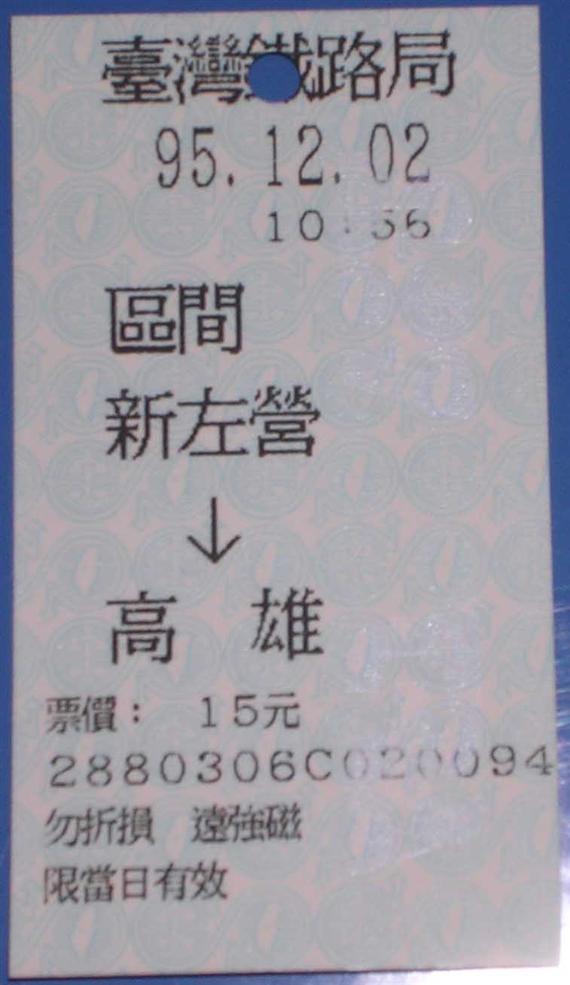 臺灣鐵路局
95.12.02
10:56
區間
新左營
↓
高 雄
票價： 15元
2880306C020094
勿折損 遠強磁
限當日有效